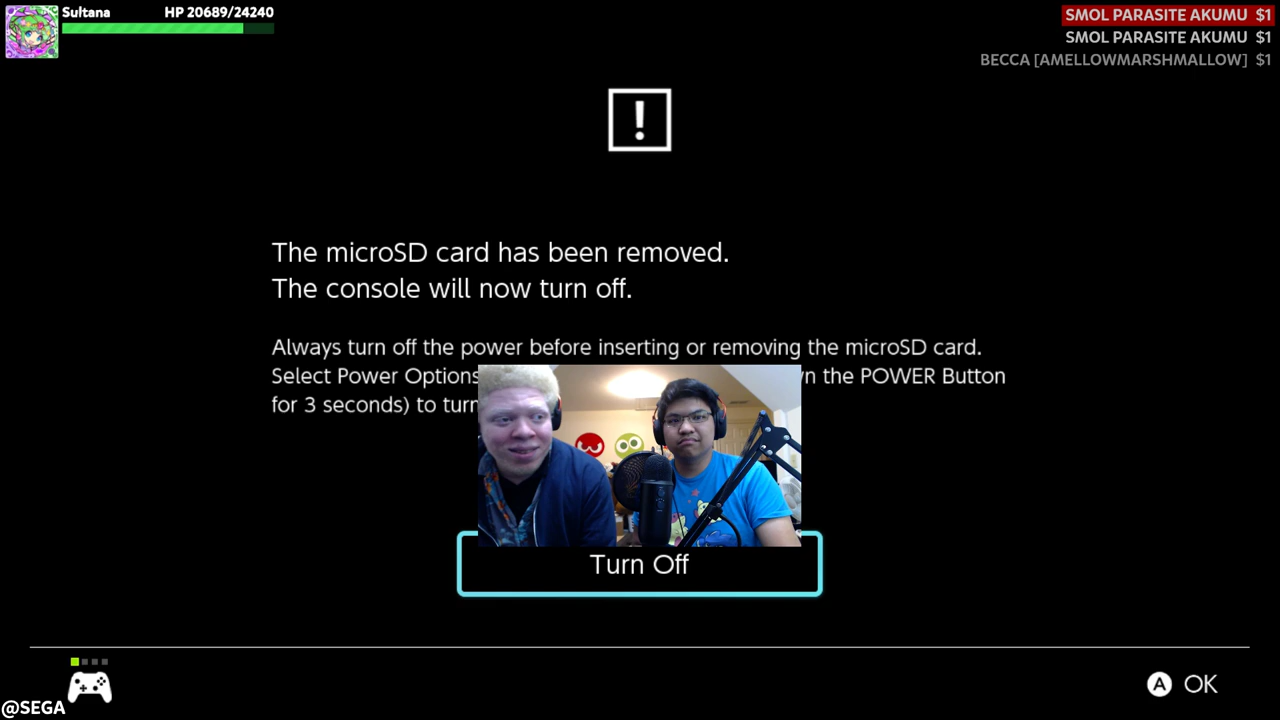 Sultana HP 20689/24240
SMOL PARASITE AKUMU $1
SMOL PARASITE AKUMU $1
BECCA [AMELLOWMARSHMALLOW] $1
!
The microSD card has been removed.
The console will now turn off.
Always turn off the power before inserting or removing the microSD card.
Select Power Options the POWER Button
for 3 seconds) to turn
Turn Off
A OK
@SEGA